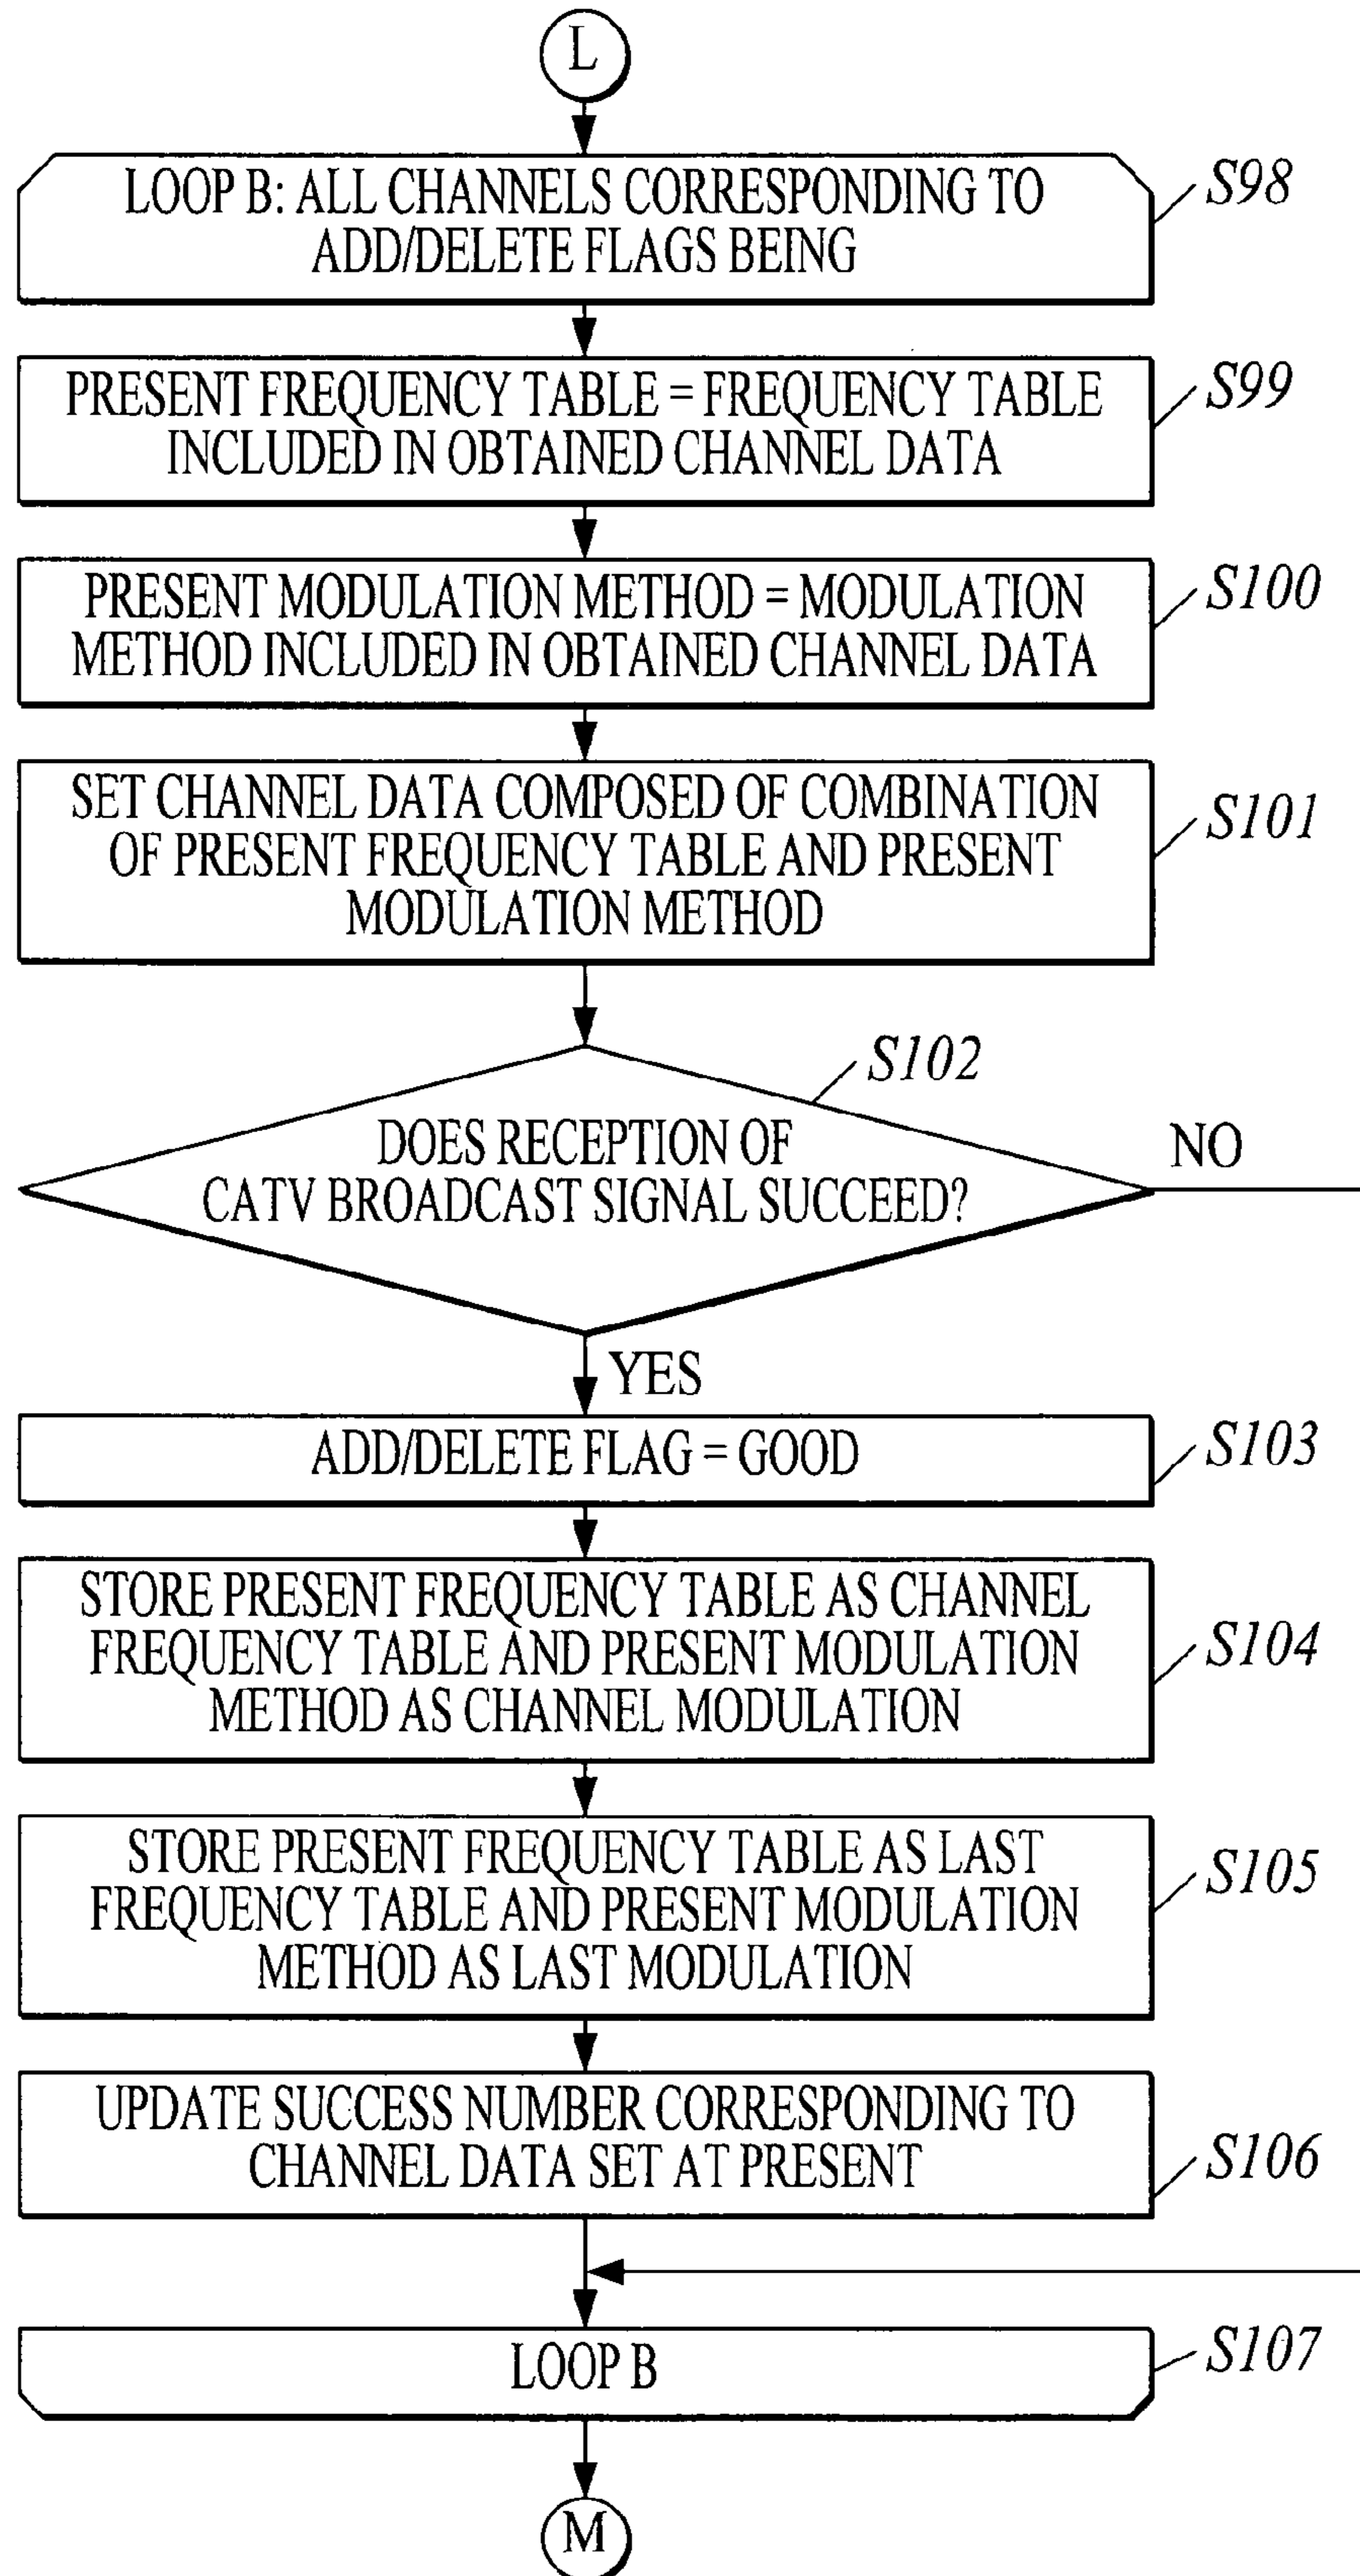 L
LOOP B: ALL CHANNELS CORRESPONDING TO
ADD/DELETE FLAGS BEING
S98
PRESENT FREQUENCY TABLE = FREQUENCY TABLE
INCLUDED IN OBTAINED CHANNEL DATA
S99
PRESENT MODULATION METHOD = MODULATION
METHOD INCLUDED IN OBTAINED CHANNEL DATA
S100
SET CHANNEL DATA COMPOSED OF COMBINATION
OF PRESENT FREQUENCY TABLE AND PRESENT
MODULATION METHOD
S101
S102
DOES RECEPTION OF
CATV BROADCAST SIGNAL SUCCEED?
NO
YES
ADD/DELETE FLAG = GOOD
S103
STORE PRESENT FREQUENCY TABLE AS CHANNEL
FREQUENCY TABLE AND PRESENT MODULATION
METHOD AS CHANNEL MODULATION
S104
STORE PRESENT FREQUENCY TABLE AS LAST
FREQUENCY TABLE AND PRESENT MODULATION
METHOD AS LAST MODULATION
S105
UPDATE SUCCESS NUMBER CORRESPONDING TO
CHANNEL DATA SET AT PRESENT
S106
LOOP B
S107
M